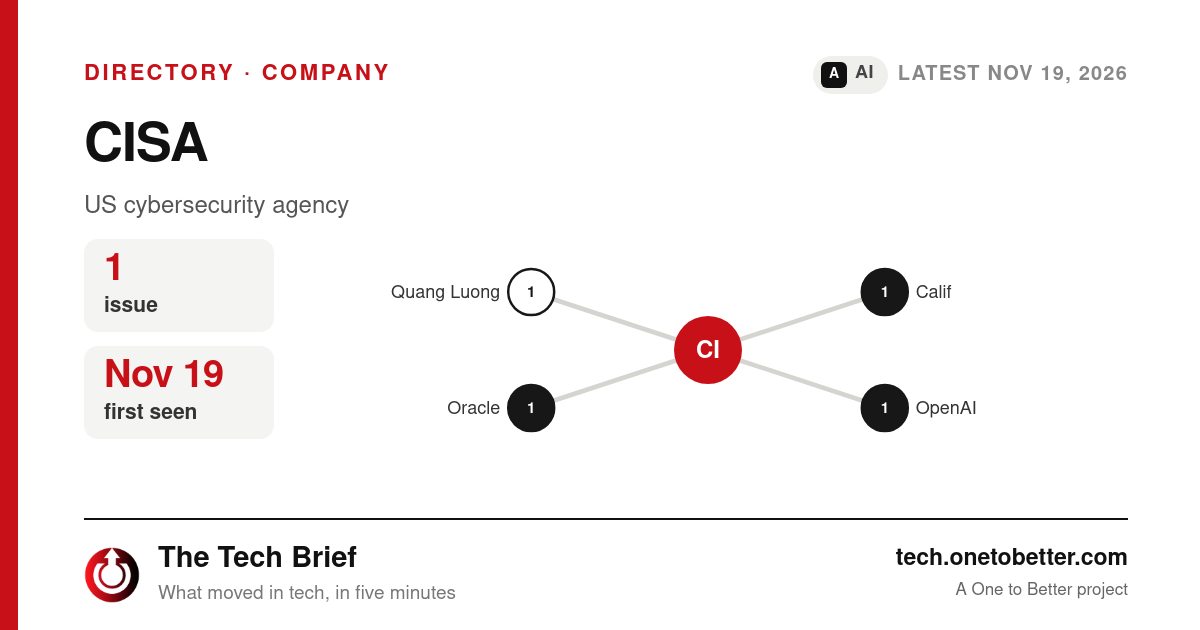 DIRECTORY · COMPANY
A AI LATEST NOV 19, 2026
CISA
US cybersecurity agency
1
issue
Nov 19
first seen
Quang Luong 1
1 Calif
CI
Oracle 1
1 OpenAI
The Tech Brief
What moved in tech, in five minutes
tech.onetobetter.com
A One to Better project